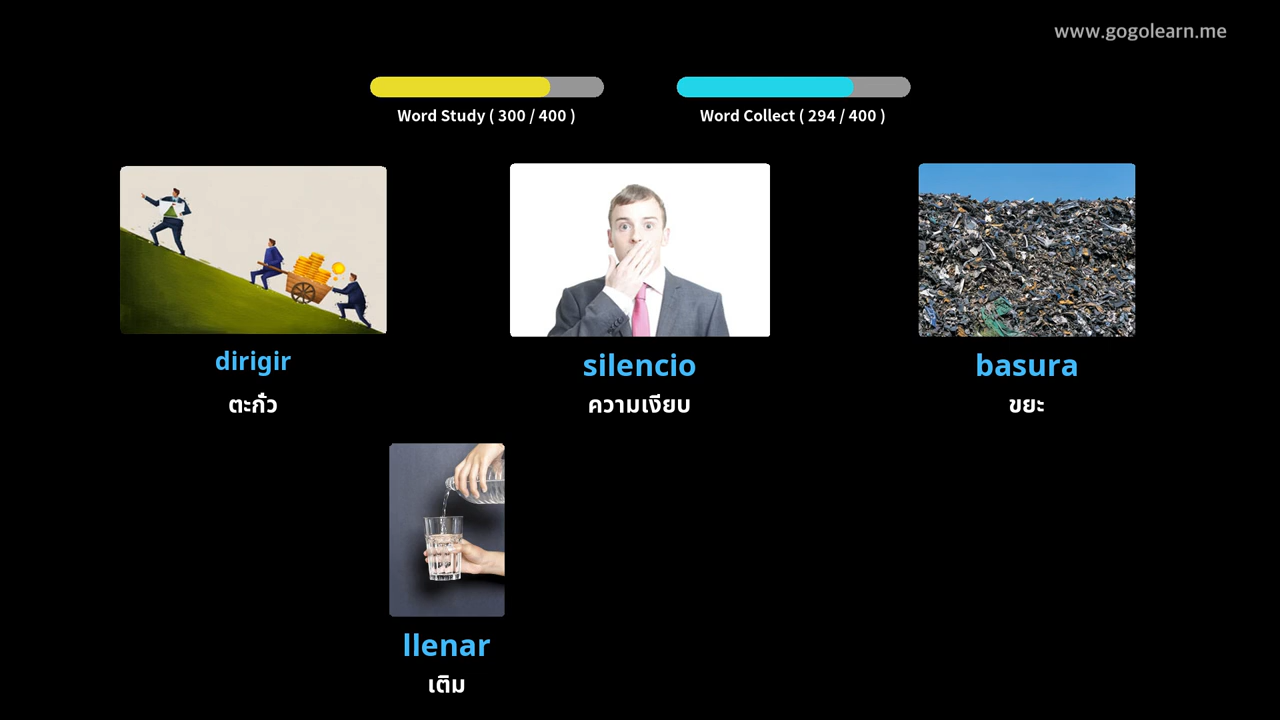 www.gogolearn.me
Word Study ( 300 / 400 )
Word Collect ( 294 / 400 )
dirigir
ตะกั่ว
silencio
ความเงียบ
basura
ขยะ
llenar
เติม